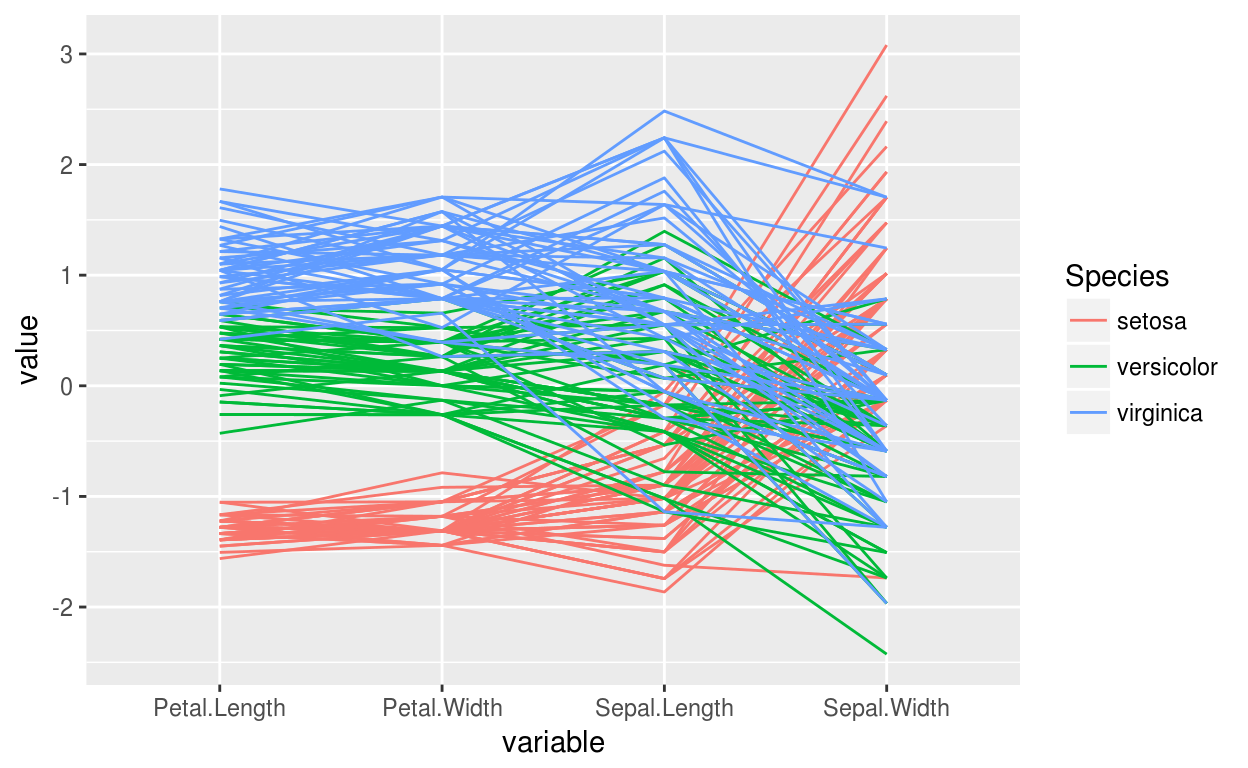 3
2
1
0
-1
-2
value
Petal.Length
Petal.Width
Sepal.Length
Sepal.Width
variable
Species
setosa
versicolor
virginica